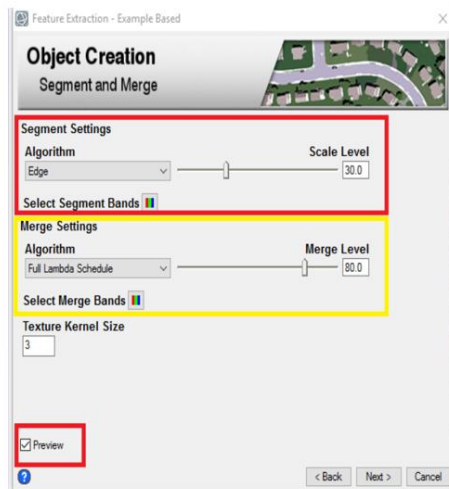 Feature Extraction - Example Based
Object Creation
Segment and Merge
Segment Settings
Algorithm Scale Level
Edge 30.0
Select Segment Bands
Merge Settings
Algorithm Merge Level
Full Lambda Schedule 80.0
Select Merge Bands
Texture Kernel Size
3
Preview
? < Back Next > Cancel